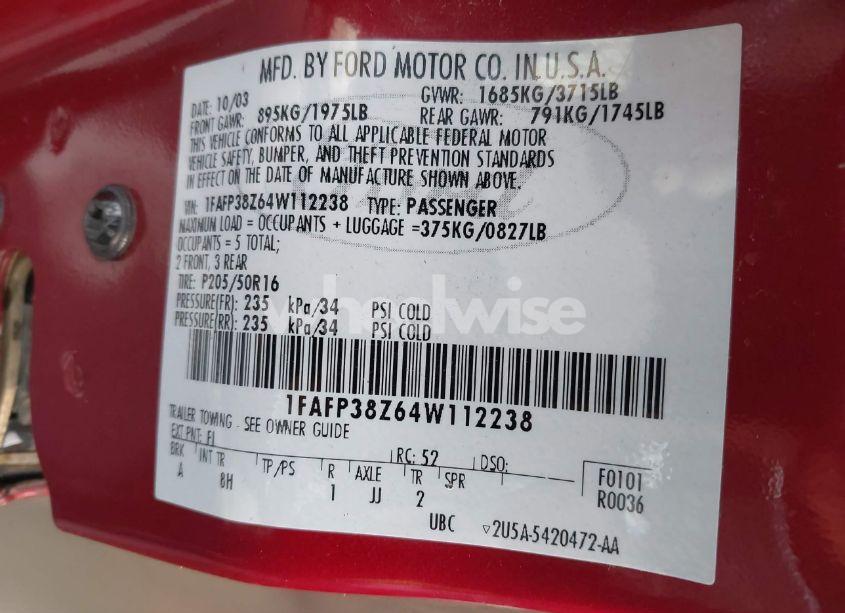 MFD. BY FORD MOTOR CO. IN U.S.A.
DATE: 10/03 GVWR: 1685KG/3715LB
FRONT GAWR: 895KG/1975LB REAR GAWR: 791KG/1745LB
THIS VEHICLE CONFORMS TO ALL APPLICABLE FEDERAL MOTOR
VEHICLE SAFETY, BUMPER, AND THEFT PREVENTION STANDARDS
IN EFFECT ON THE DATE OF MANUFACTURE SHOWN ABOVE.
VIN: 1FAFP38Z64W112238 TYPE: PASSENGER
MAXIMUM LOAD = OCCUPANTS + LUGGAGE =375KG/0827LB
OCCUPANTS = 5 TOTAL;
2 FRONT, 3 REAR
TIRE: P205/50R16
PRESSURE(FR): 235 kPa/34 PSI COLD
PRESSURE(RR): 235 kPa/34 PSI COLD
wheelwise
1FAFP38Z64W112238
TRAILER TOWING - SEE OWNER GUIDE
EXT PNT: FI RC: 52 DSO:
BRK INT TR TP/PS R AXLE TR SPR F0101
A 8H 1 JJ 2 R0036
UBC ▽2U5A-5420472-AA